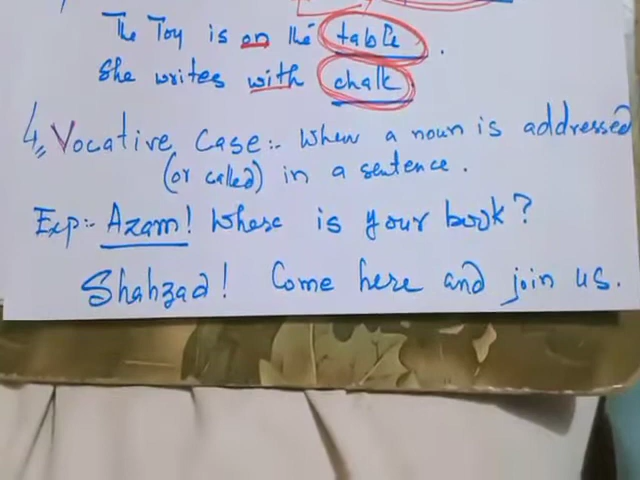 The Toy is on the table.
She writes with chalk.
4, Vocative Case:- When a noun is addressed
(or called) in a sentence.
Exp:- Azam! Where is your book?
Shahzad! Come here and join us.